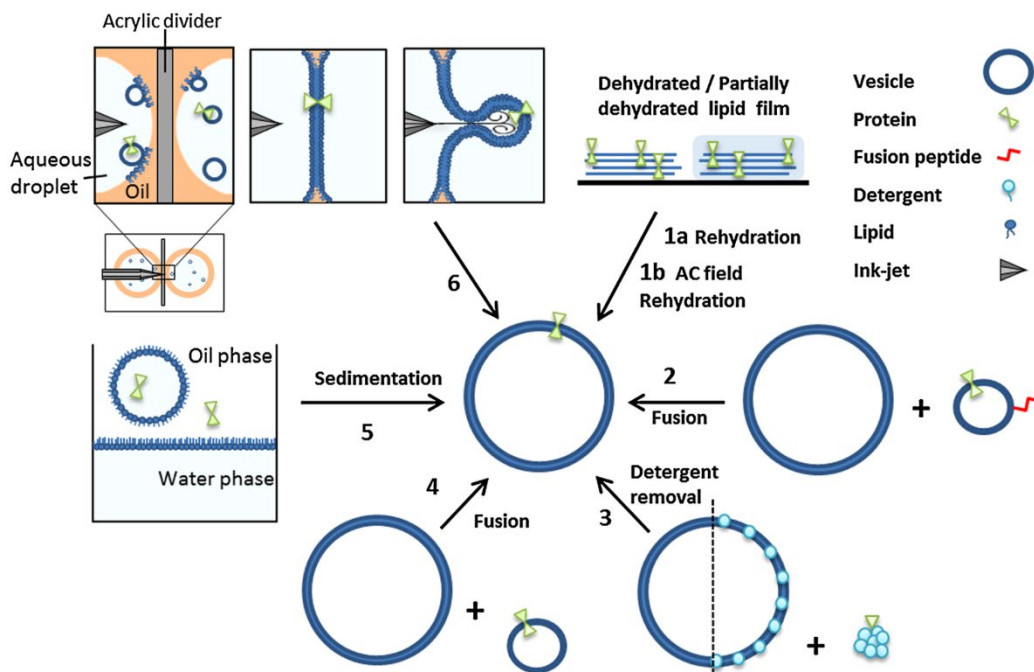 Acrylic divider
Aqueous
droplet
Oil
Dehydrated / Partially
dehydrated lipid film
Vesicle
Protein
Fusion peptide
Detergent
Lipid
Ink-jet
1a Rehydration
1b AC field
Rehydration
6
Oil phase
Water phase
Sedimentation
5
2
Fusion
+
4
Fusion
+
Detergent
removal
3
+